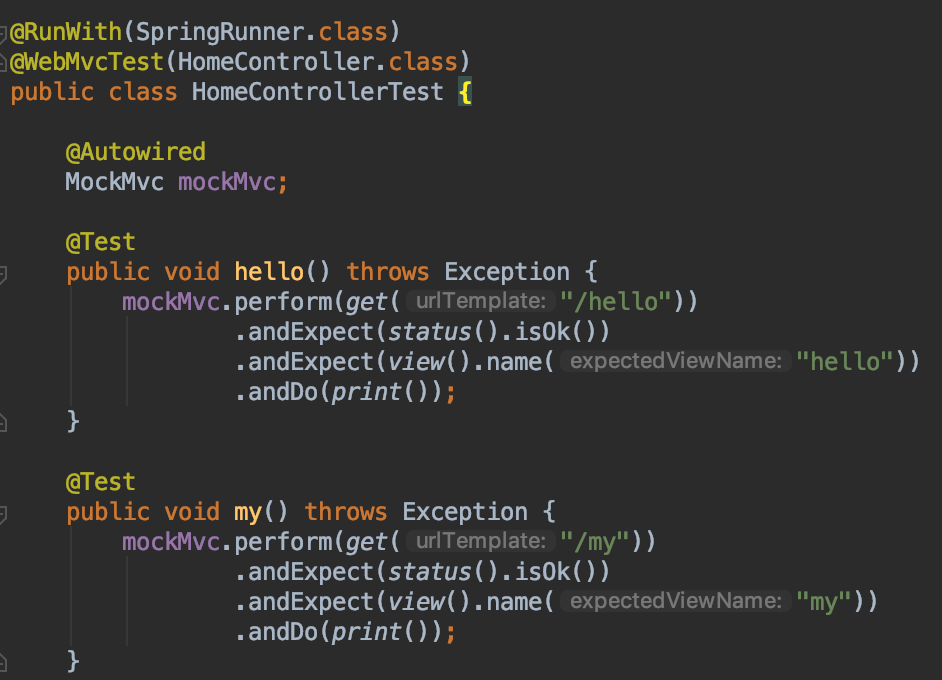 @RunWith(SpringRunner.class)
@WebMvcTest(HomeController.class)
public class HomeControllerTest {
@Autowired
MockMvc mockMvc;
@Test
public void hello() throws Exception {
mockMvc.perform(get( urlTemplate: "/hello"))
.andExpect(status().isOk())
.andExpect(view().name( expectedViewName: "hello"))
.andDo(print());
}
@Test
public void my() throws Exception {
mockMvc.perform(get( urlTemplate: "/my"))
.andExpect(status().isOk())
.andExpect(view().name( expectedViewName: "my"))
.andDo(print());
}